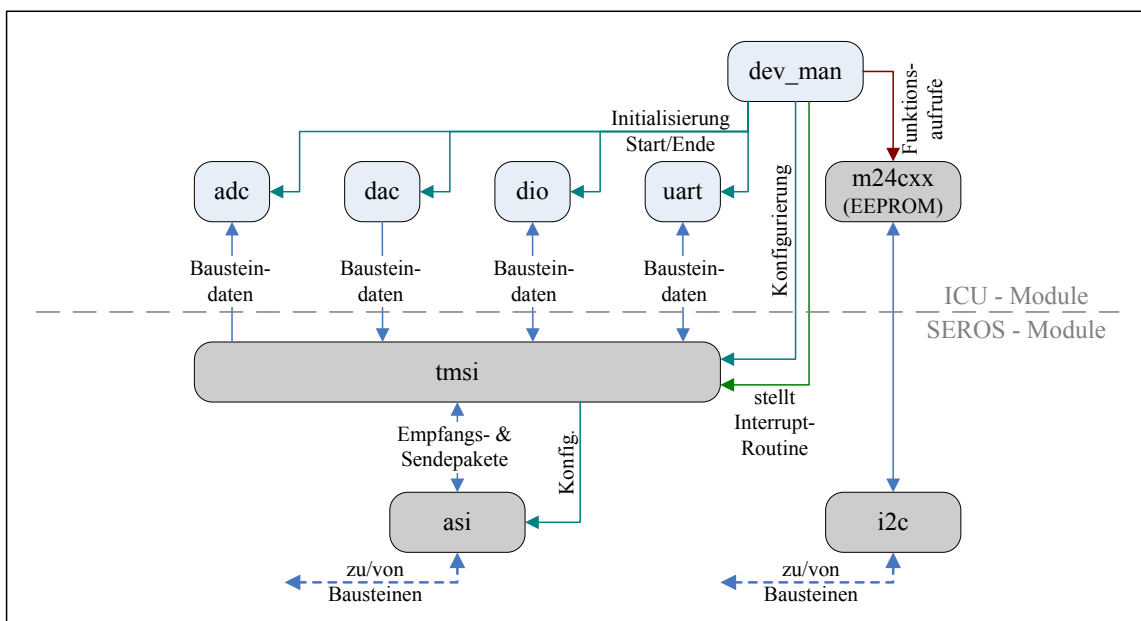 dev_man
Initialisierung
Start/Ende
Funktions-
aufrufe
adc
dac
dio
uart
m24cxx
(EEPROM)
Konfigurierung
Baustein-
daten
Baustein-
daten
Baustein-
daten
Baustein-
daten
ICU - Module
SEROS - Module
tmsi
stellt
Interrupt-
Routine
Empfangs- &
Sendepakete
Konfig.
asi
i2c
zu/von
Bausteinen
zu/von
Bausteinen